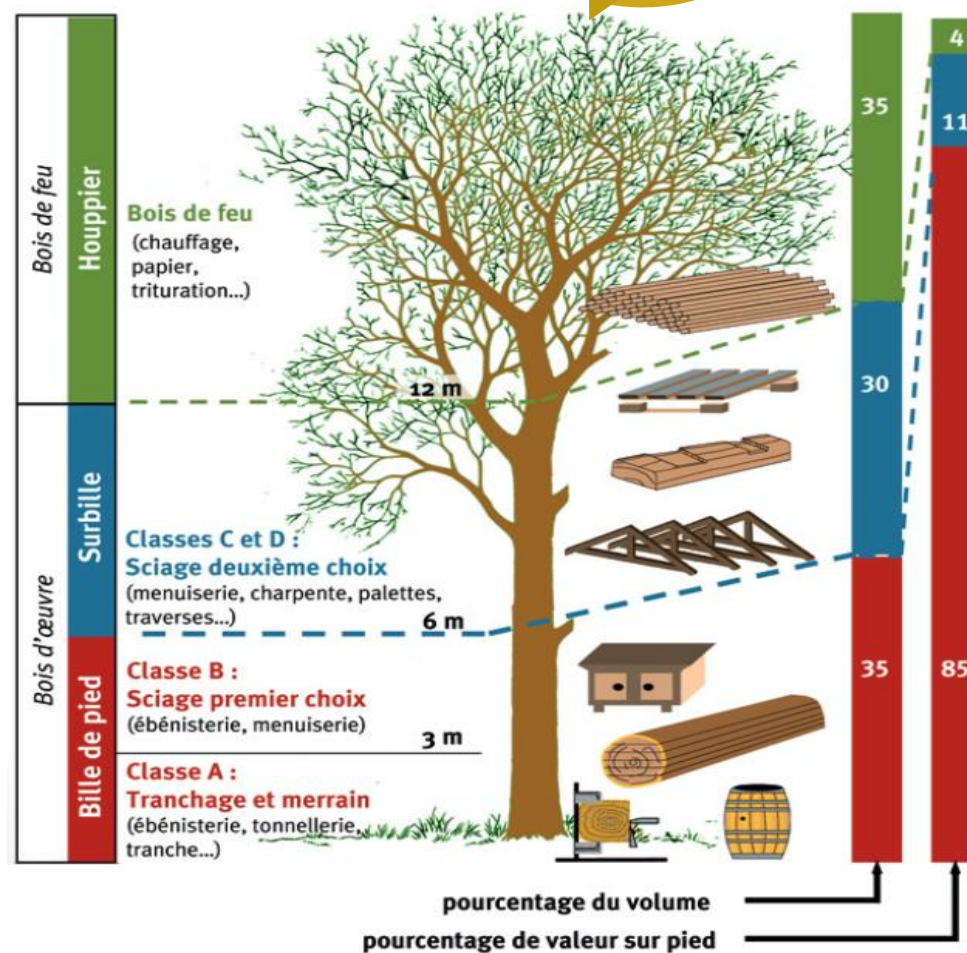 Bois de feu
Houppier
Bois de feu
(chauffage,
papier,
trituration...)
12 m
35
4
11
Bois d'œuvre
Surbille
Classes C et D :
Sciage deuxième choix
(menuiserie, charpente, palettes,
traverses...)
6 m
30
Bille de pied
Classe B :
Sciage premier choix
(ébénisterie, menuiserie)
3 m
Classe A :
Tranchage et merrain
(ébénisterie, tonnellerie,
tranche...)
35
85
pourcentage du volume
pourcentage de valeur sur pied